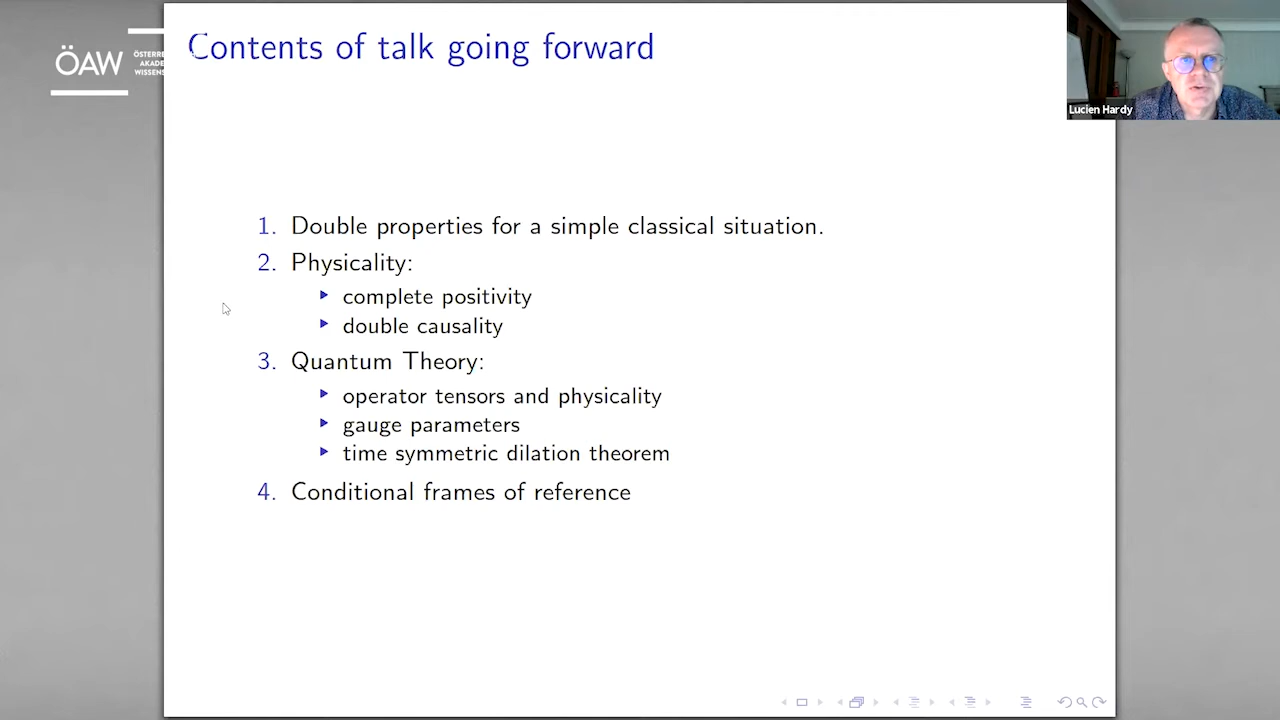 Contents of talk going forward
ÖAW
ÖSTERRE
AKADE
WISSENS
Lucien Hardy
1. Double properties for a simple classical situation.
2. Physicality:
complete positivity
double causality
3. Quantum Theory:
operator tensors and physicality
gauge parameters
time symmetric dilation theorem
4. Conditional frames of reference